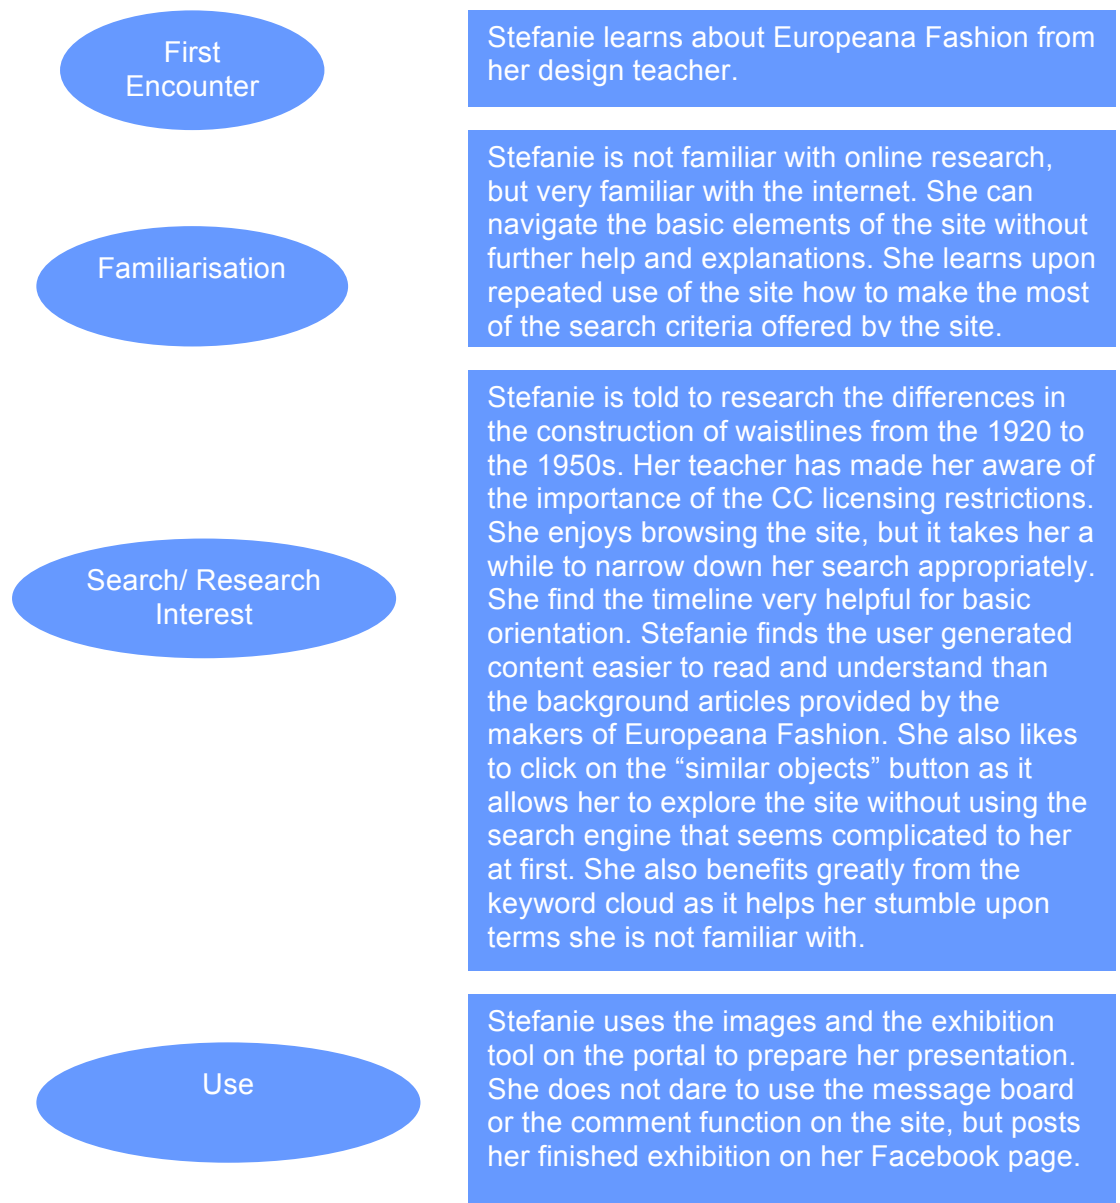 First
Encounter
Stefanie learns about Europeana Fashion from
her design teacher.
Familiarisation
Stefanie is not familiar with online research,
but very familiar with the internet. She can
navigate the basic elements of the site without
further help and explanations. She learns upon
repeated use of the site how to make the most
of the search criteria offered by the site.
Search/ Research
Interest
Stefanie is told to research the differences in
the construction of waistlines from the 1920 to
the 1950s. Her teacher has made her aware of
the importance of the CC licensing restrictions.
She enjoys browsing the site, but it takes her a
while to narrow down her search appropriately.
She find the timeline very helpful for basic
orientation. Stefanie finds the user generated
content easier to read and understand than
the background articles provided by the
makers of Europeana Fashion. She also likes
to click on the “similar objects” button as it
allows her to explore the site without using the
search engine that seems complicated to her
at first. She also benefits greatly from the
keyword cloud as it helps her stumble upon
terms she is not familiar with.
Use
Stefanie uses the images and the exhibition
tool on the portal to prepare her presentation.
She does not dare to use the message board
or the comment function on the site, but posts
her finished exhibition on her Facebook page.